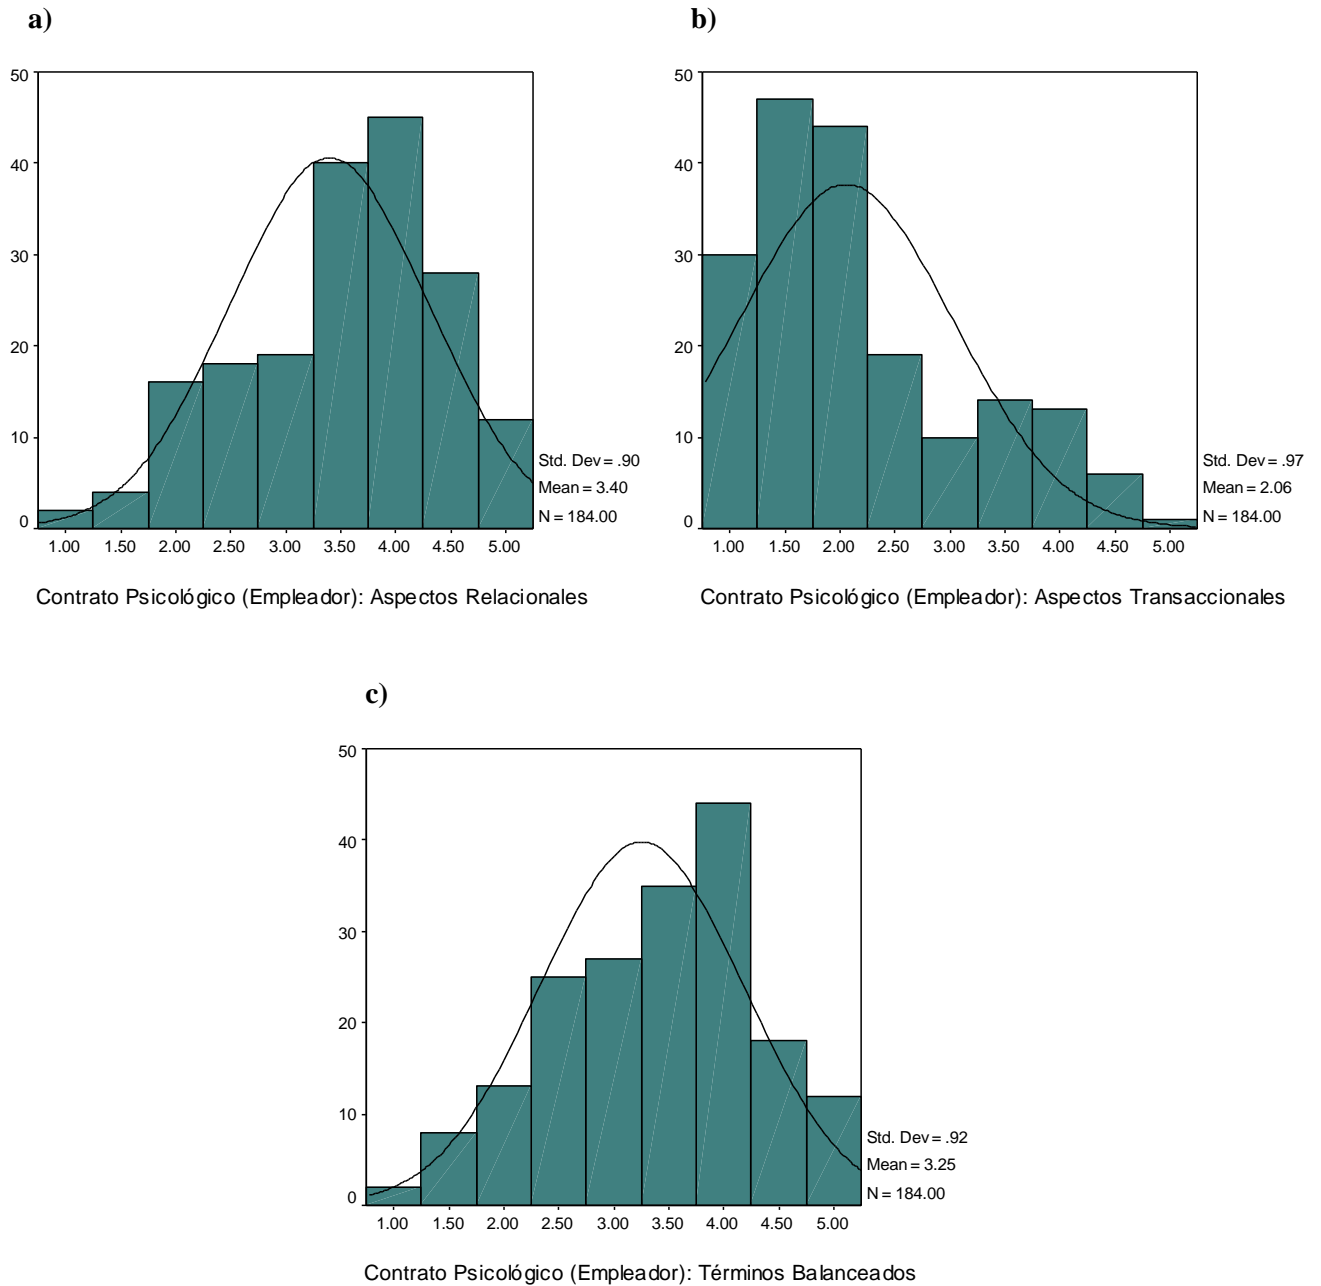 a)
50
40
30
20
10
0
1.00 1.50 2.00 2.50 3.00 3.50 4.00 4.50 5.00
Std. Dev = .90
Mean = 3.40
N = 184.00
Contrato Psicológico (Empleador): Aspectos Relacionales
b)
50
40
30
20
10
0
1.00 1.50 2.00 2.50 3.00 3.50 4.00 4.50 5.00
Std. Dev = .97
Mean = 2.06
N = 184.00
Contrato Psicológico (Empleador): Aspectos Transaccionales
c)
50
40
30
20
10
0
1.00 1.50 2.00 2.50 3.00 3.50 4.00 4.50 5.00
Std. Dev = .92
Mean = 3.25
N = 184.00
Contrato Psicológico (Empleador): Términos Balanceados